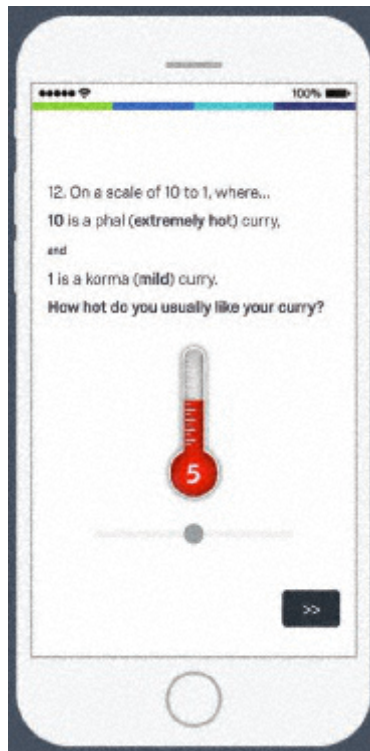 100%
12. On a scale of 10 to 1, where...
10 is a phal (extremely hot) curry,
and
1 is a korma (mild) curry.
How hot do you usually like your curry?
5
>>